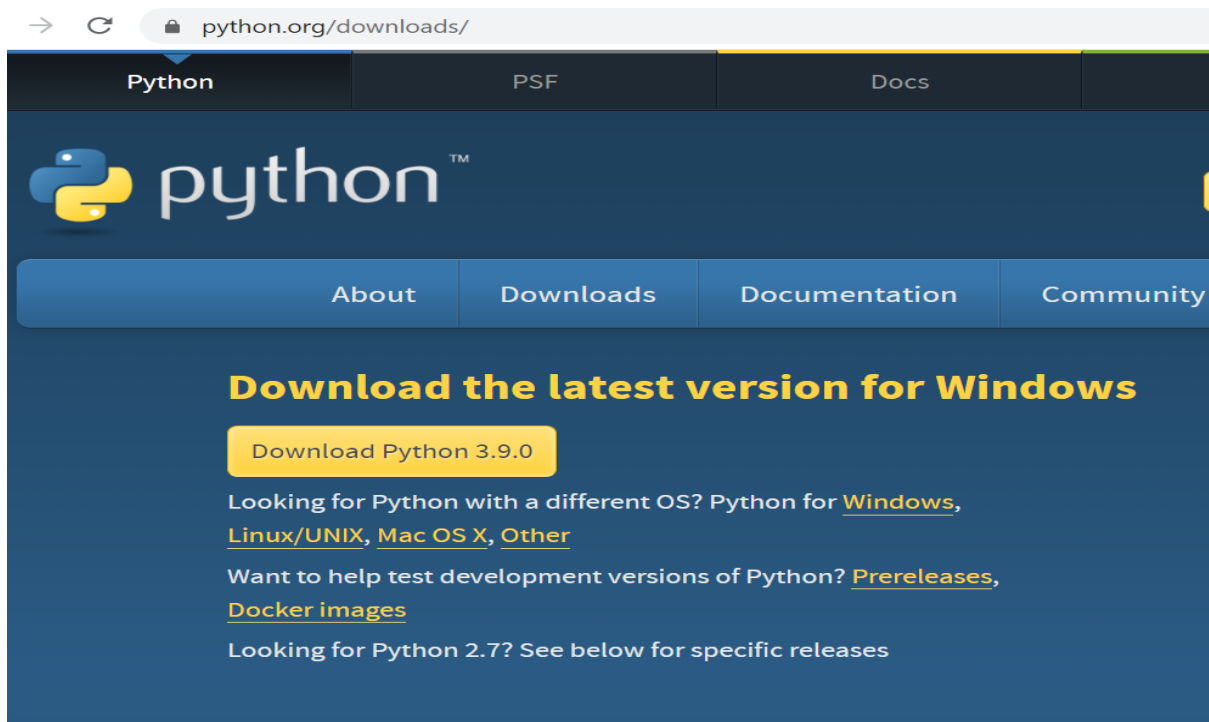 python.org/downloads/
Python PSF Docs
python™
About Downloads Documentation Community
Download the latest version for Windows
Download Python 3.9.0
Looking for Python with a different OS? Python for Windows,
Linux/UNIX, Mac OS X, Other
Want to help test development versions of Python? Prereleases,
Docker images
Looking for Python 2.7? See below for specific releases